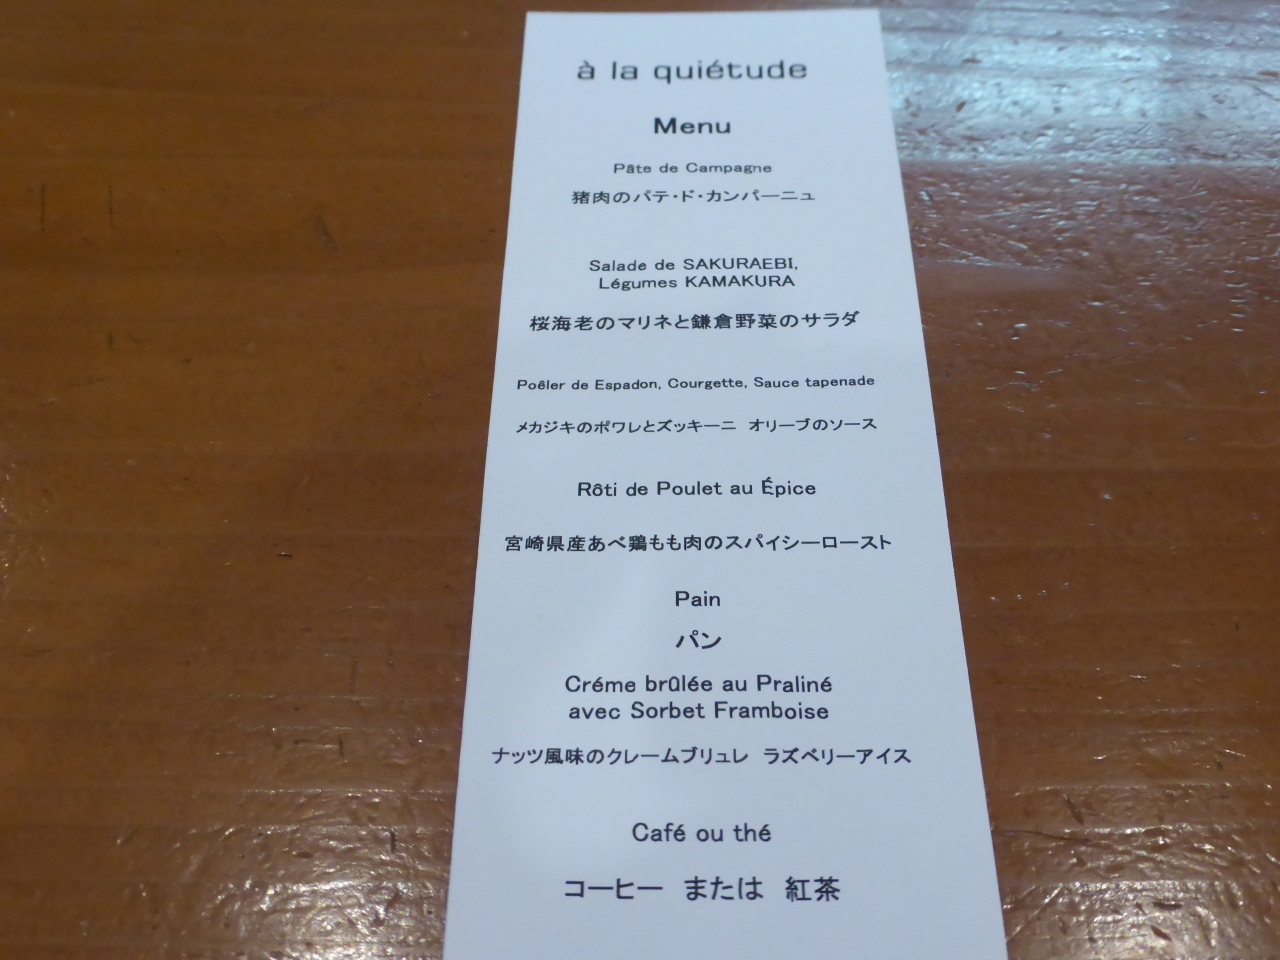 à la quiétude
Menu
Pâte de Campagne
猪肉のパテ・ド・カンパーニュ
Salade de SAKURAEBI,
Légumes KAMAKURA
桜海老のマリネと鎌倉野菜のサラダ
Poêler de Espadon, Courgette, Sauce tapenade
メカジキのポワレとズッキーニ　オリーブのソース
Rôti de Poulet au Épice
宮崎県産あべ鶏もも肉のスパイシーロースト
Pain
パン
Créme brûlée au Praliné
avec Sorbet Framboise
ナッツ風味のクレームブリュレ　ラズベリーアイス
Café ou thé
コーヒー　または　紅茶